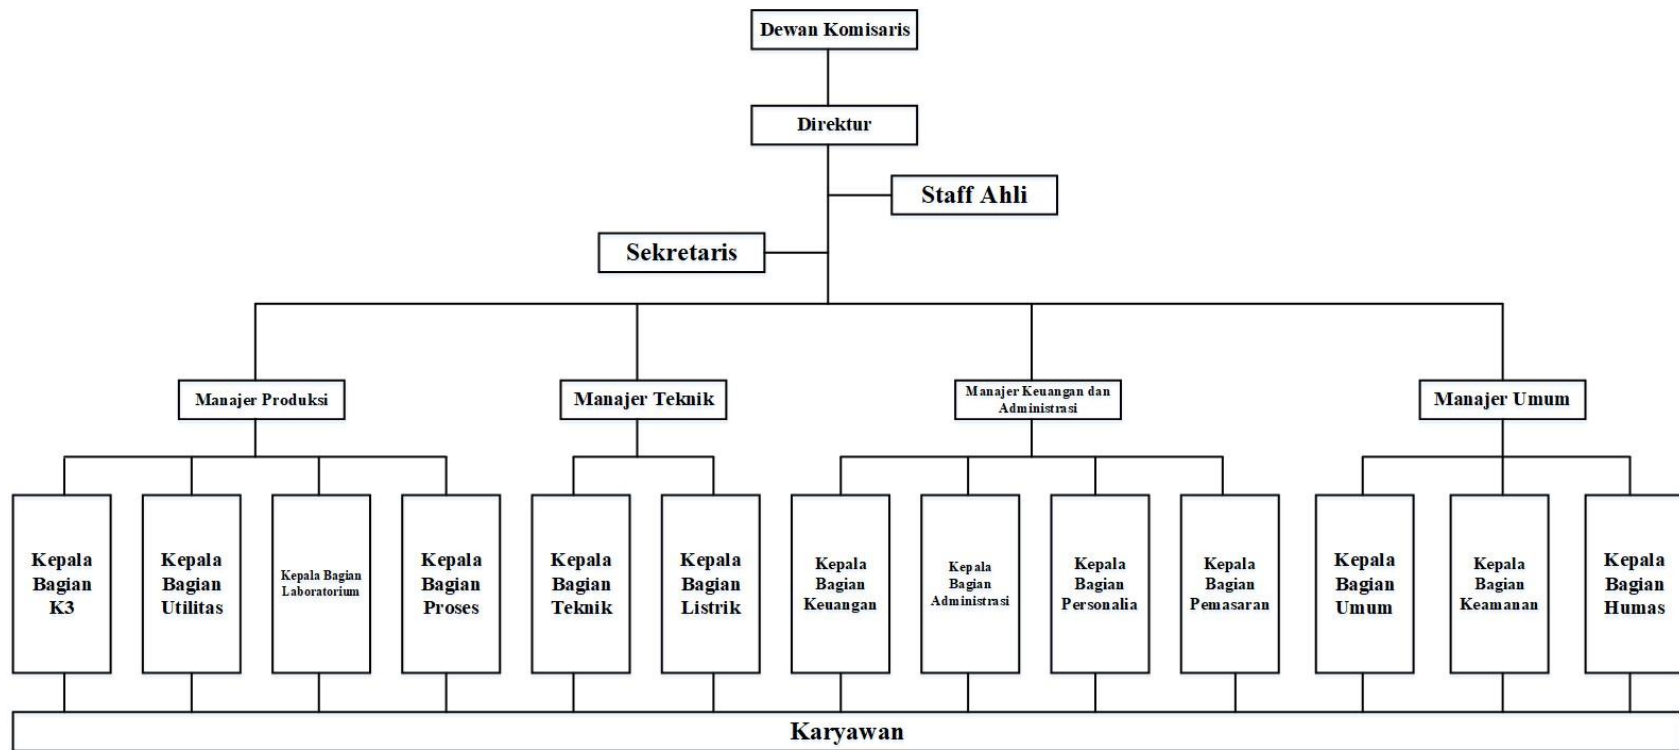 Dewan Komisaris
Direktur
Staff Ahli
Sekretaris
Manajer Produksi
Manajer Teknik
Manajer Keuangan dan
Administrasi
Manajer Umum
Kepala
Bagian
K3
Kepala
Bagian
Utilitas
Kepala Bagian
Laboratorium
Kepala
Bagian
Proses
Kepala
Bagian
Teknik
Kepala
Bagian
Listrik
Kepala
Bagian
Keuangan
Kepala
Bagian
Administrasi
Kepala
Bagian
Personalia
Kepala
Bagian
Pemasaran
Kepala
Bagian
Umum
Kepala
Bagian
Keamanan
Kepala
Bagian
Humas
Karyawan